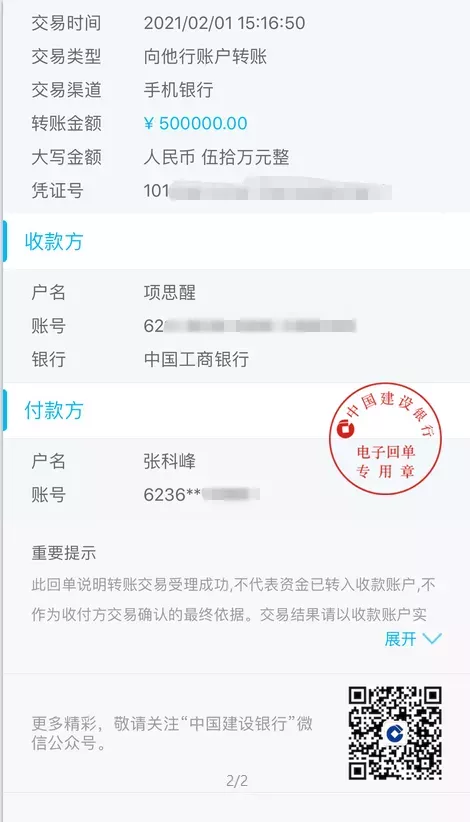 交易时间 2021/02/01 15:16:50
交易类型 向他行账户转账
交易渠道 手机银行
转账金额 ¥ 500000.00
大写金额 人民币 伍拾万元整
凭证号 101
收款方
户名 项思醒
账号 62
银行 中国工商银行
付款方
中国建设银行
电子回单
专用章
户名 张科峰
账号 6236**
重要提示
此回单说明转账交易受理成功,不代表资金已转入收款账户,不
作为收付方交易确认的最终依据。交易结果请以收款账户实
展开
更多精彩，敬请关注“中国建设银行”微
信公众号。
2/2